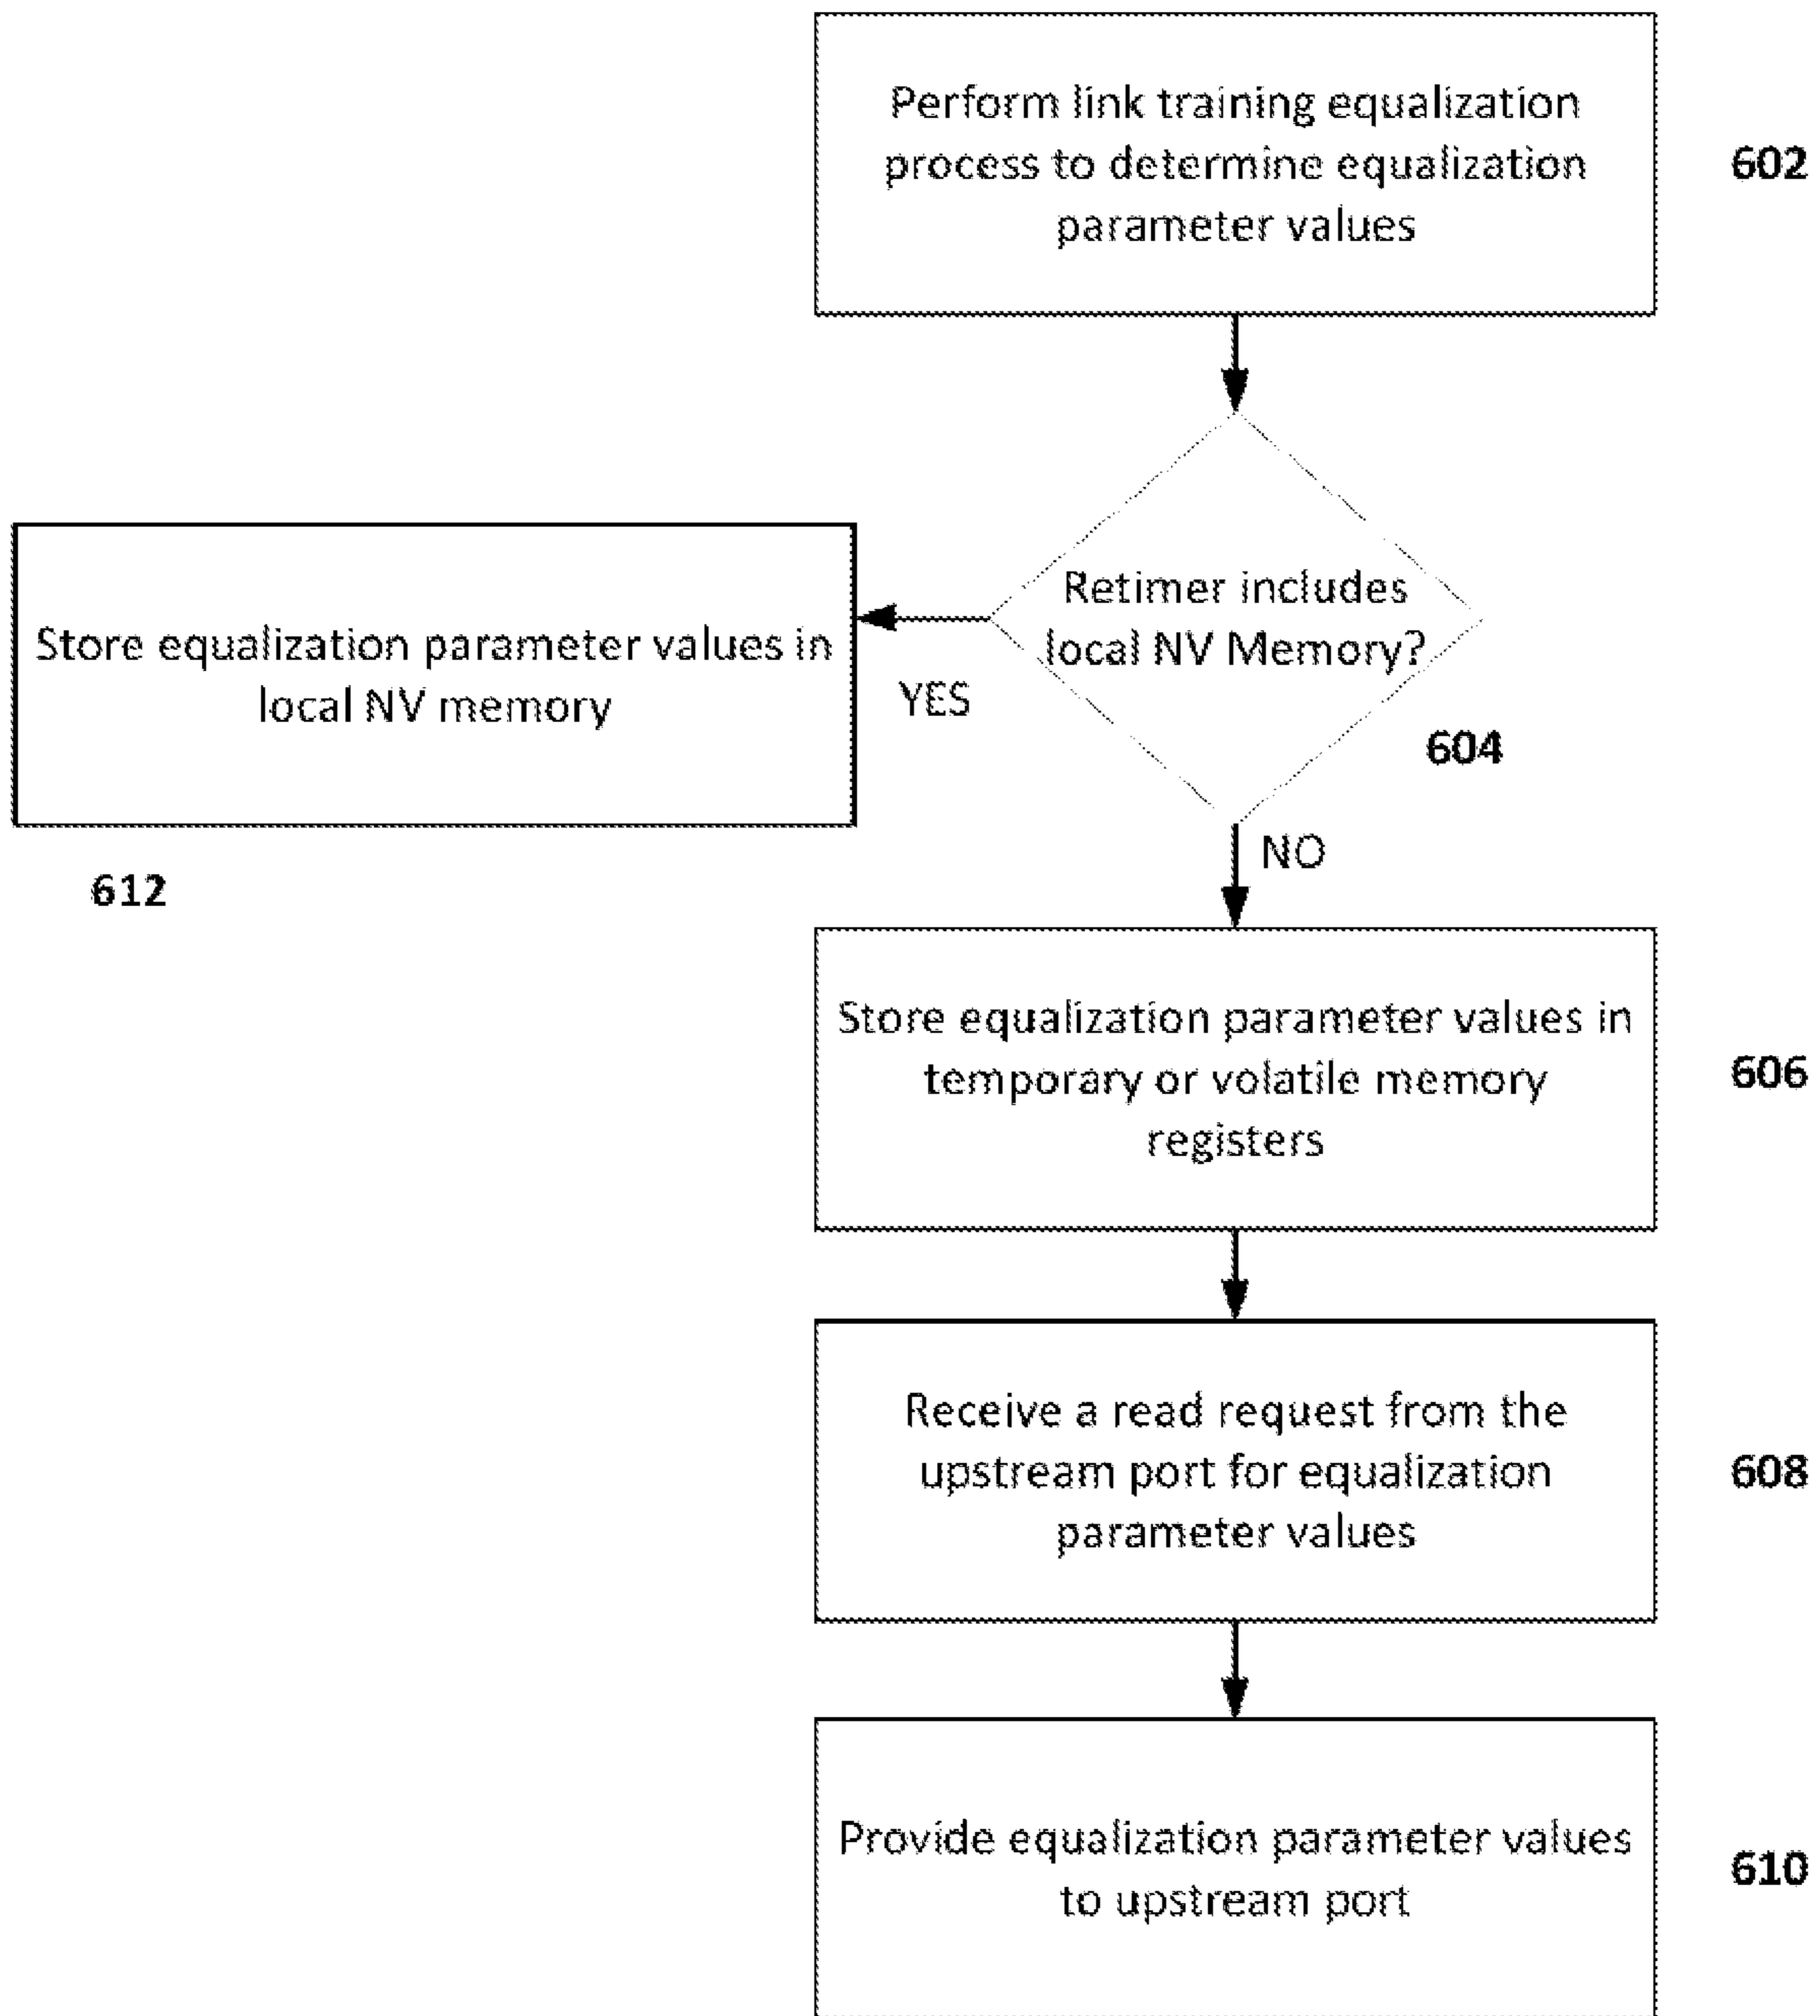 Perform link training equalization
process to determine equalization
parameter values
602
Retimer includes
local NV Memory?
604
YES
Store equalization parameter values in
local NV memory
612
NO
Store equalization parameter values in
temporary or volatile memory
registers
606
Receive a read request from the
upstream port for equalization
parameter values
608
Provide equalization parameter values
to upstream port
610